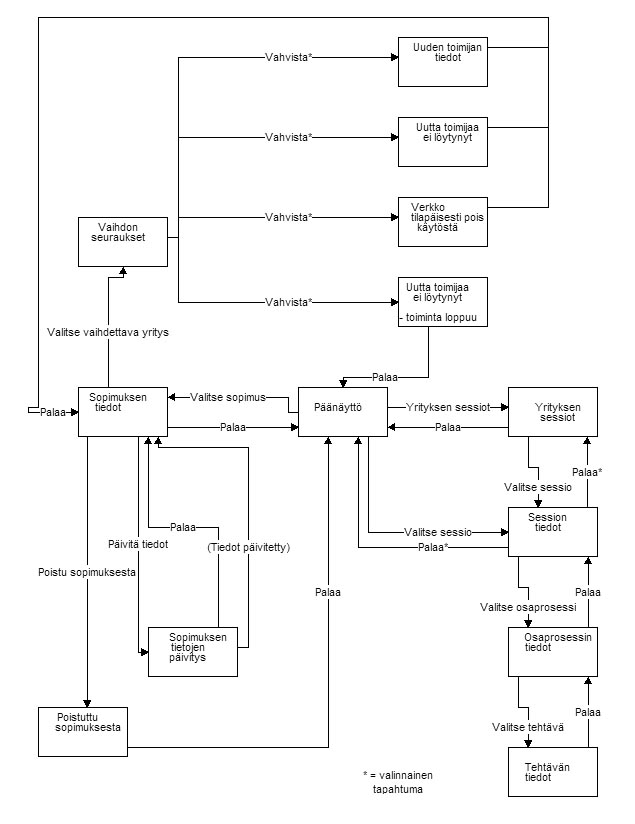 Uuden toimijan
tiedot
Vahvista*
Uutta toimijaa
ei löytynyt
Vahvista*
Verkko
tilapäisesti pois
käytöstä
Vahvista*
Vaihdon
seuraukset
Uutta toimijaa
ei löytynyt
- toiminta loppuu
Vahvista*
Valitse vaihdettava yritys
Palaa
Sopimuksen
tiedot
Palaa
Valitse sopimus
Palaa
Päänäyttö
Yrityksen sessiot
Palaa
Yrityksen
sessiot
Palaa*
Valitse sessio
Session
tiedot
Palaa
Päivitä tiedot
(Tiedot päivitetty)
Valitse sessio
Palaa*
Poistu sopimuksesta
Palaa
Palaa
Valitse osaprosessi
Sopimuksen
tietojen
päivitys
Osaprosessin
tiedot
Poistuttu
sopimuksesta
Palaa
Valitse tehtävä
Tehtävän
tiedot
* = valinnainen
tapahtuma